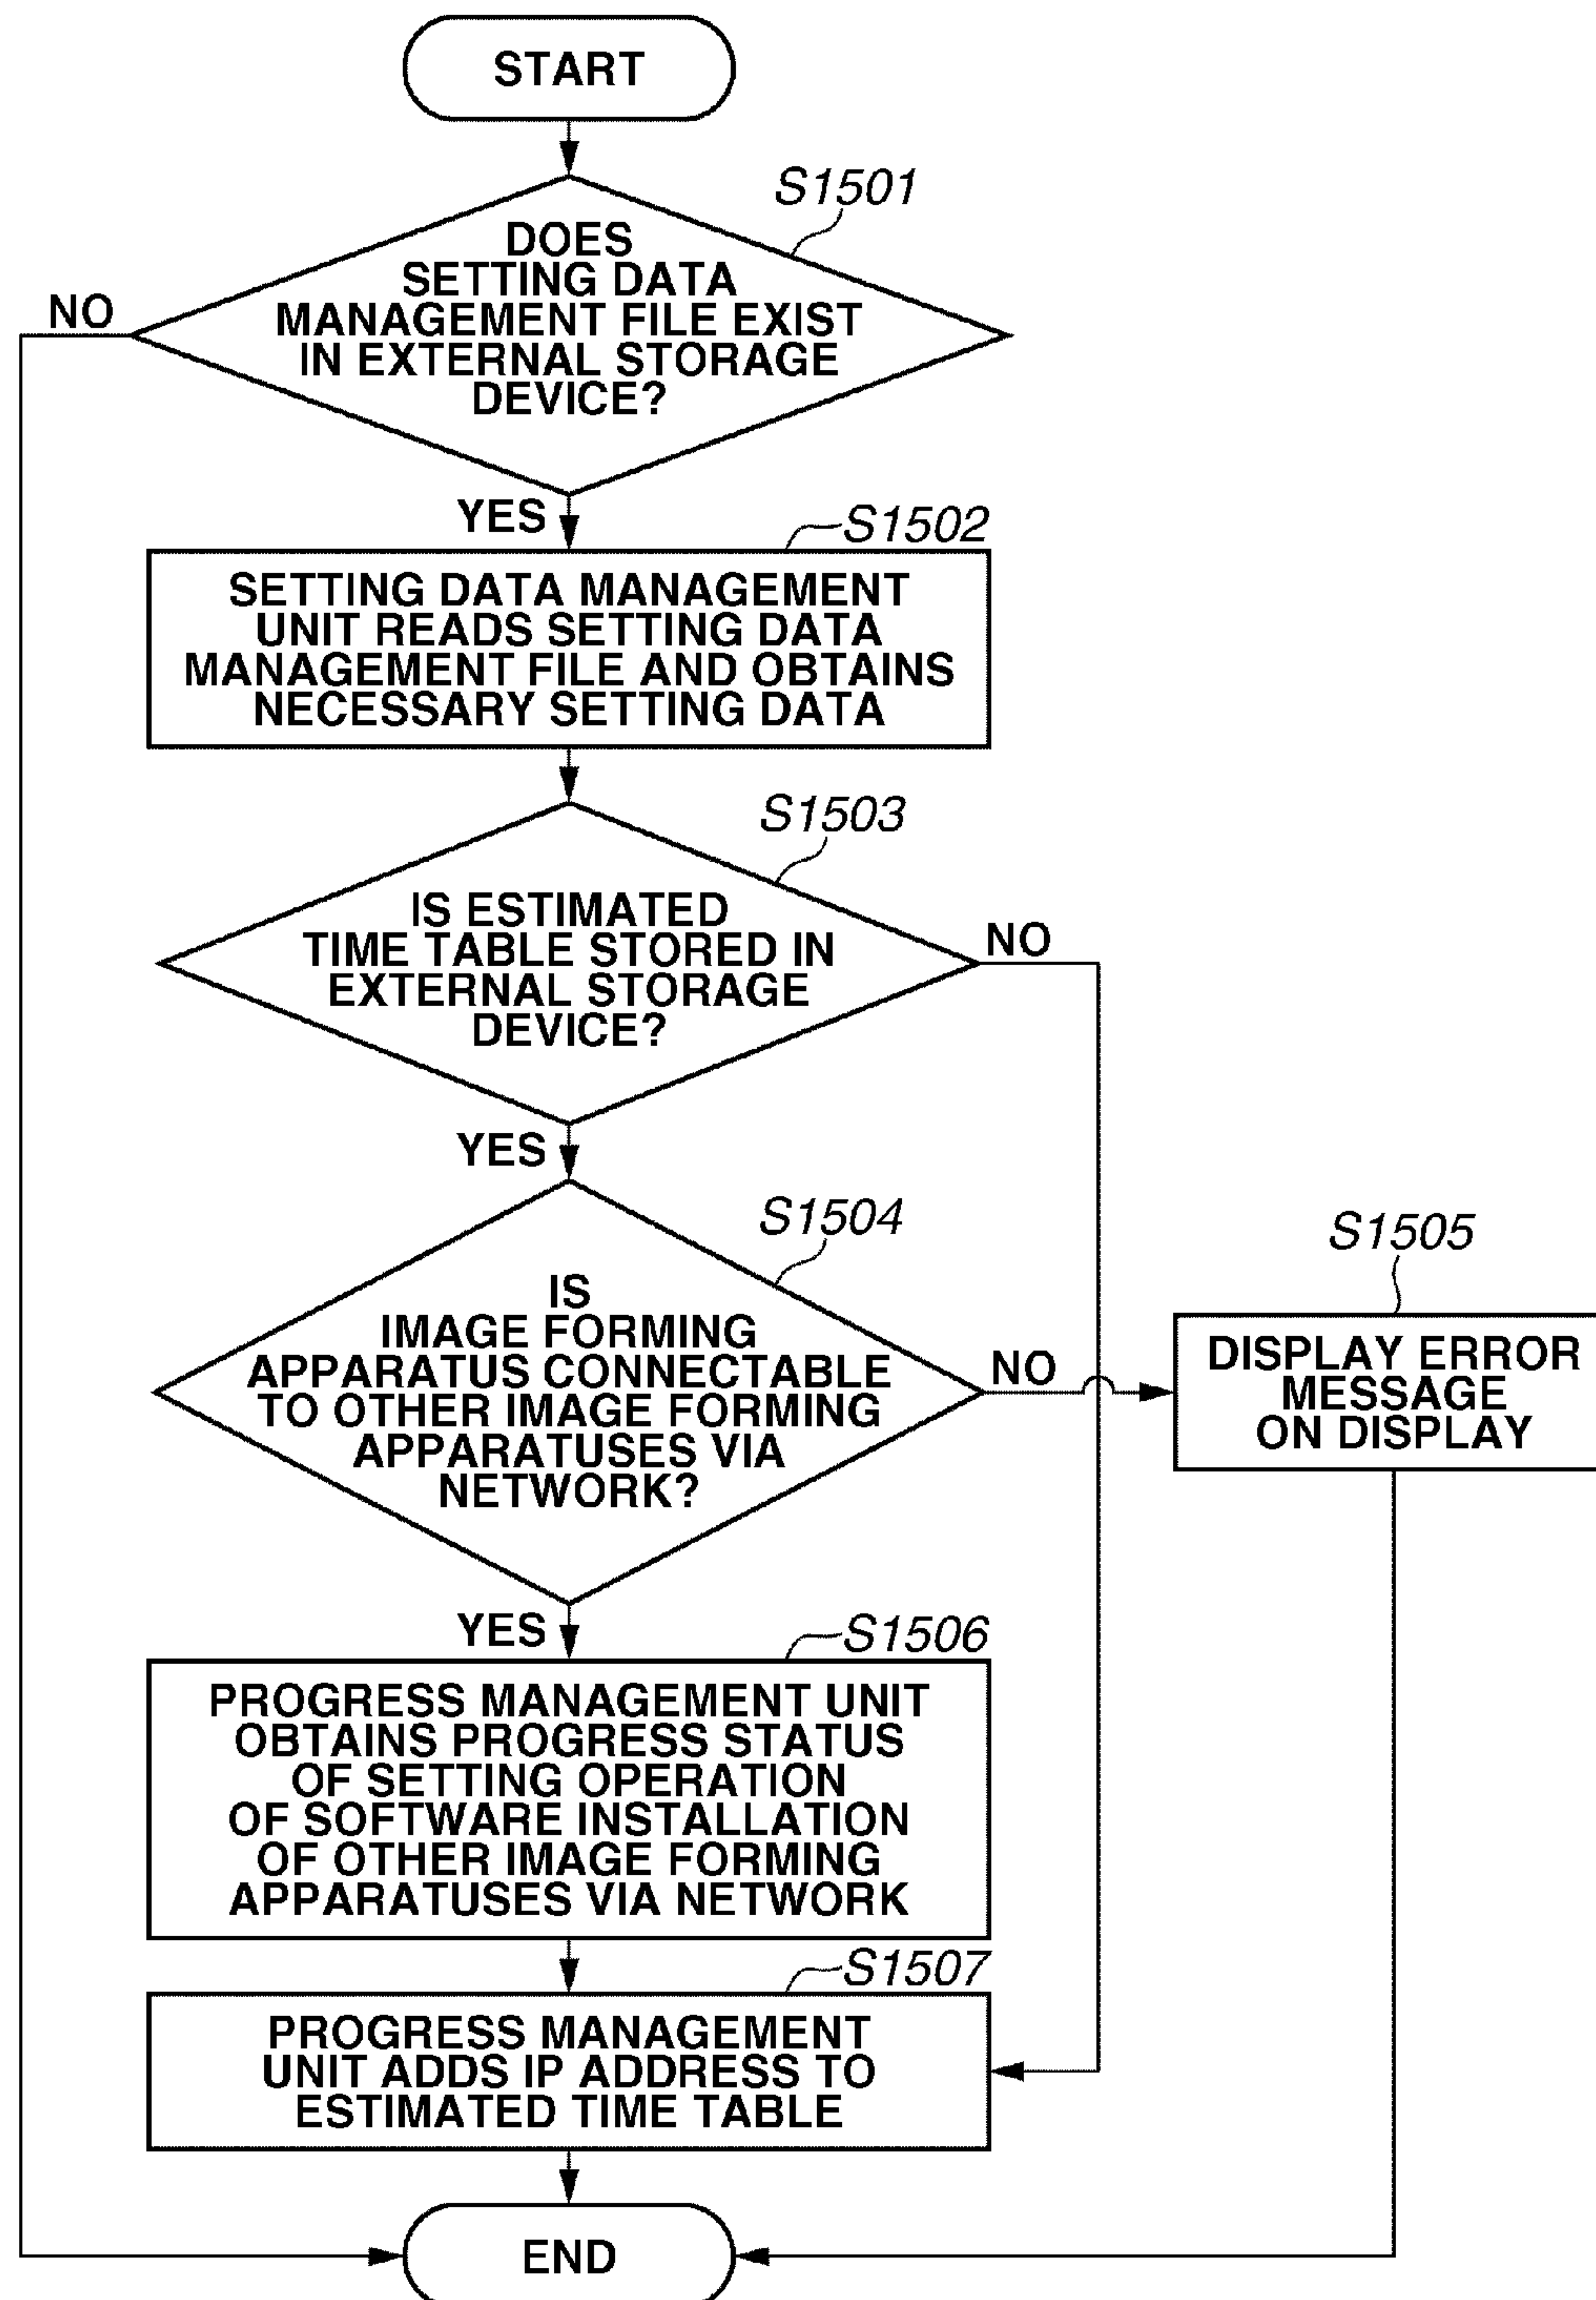 START
S1501
DOES
SETTING DATA
MANAGEMENT FILE EXIST
IN EXTERNAL STORAGE
DEVICE?
NO
YES
S1502
SETTING DATA MANAGEMENT
UNIT READS SETTING DATA
MANAGEMENT FILE AND OBTAINS
NECESSARY SETTING DATA
S1503
IS ESTIMATED
TIME TABLE STORED IN
EXTERNAL STORAGE
DEVICE?
NO
YES
S1504
IS
IMAGE FORMING
APPARATUS CONNECTABLE
TO OTHER IMAGE FORMING
APPARATUSES VIA
NETWORK?
NO
S1505
DISPLAY ERROR
MESSAGE
ON DISPLAY
YES
S1506
PROGRESS MANAGEMENT UNIT
OBTAINS PROGRESS STATUS
OF SETTING OPERATION
OF SOFTWARE INSTALLATION
OF OTHER IMAGE FORMING
APPARATUSES VIA NETWORK
S1507
PROGRESS MANAGEMENT
UNIT ADDS IP ADDRESS TO
ESTIMATED TIME TABLE
END